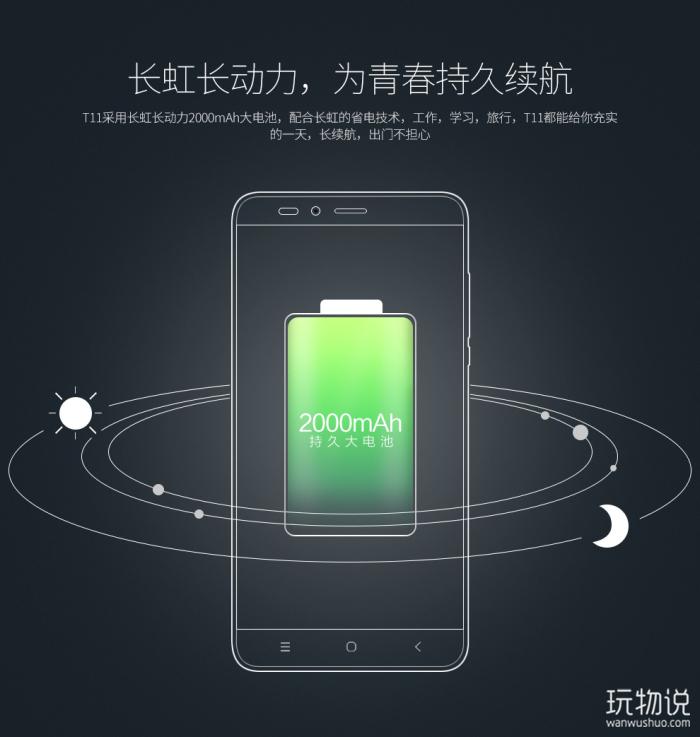 长虹长动力，为青春持久续航
T11采用长虹长动力2000mAh大电池，配合长虹的省电技术，工作，学习，旅行，T11都能给你充实
的一天，长续航，出门不担心
2000mAh
持久大电池
玩物说
wanwushuo.com